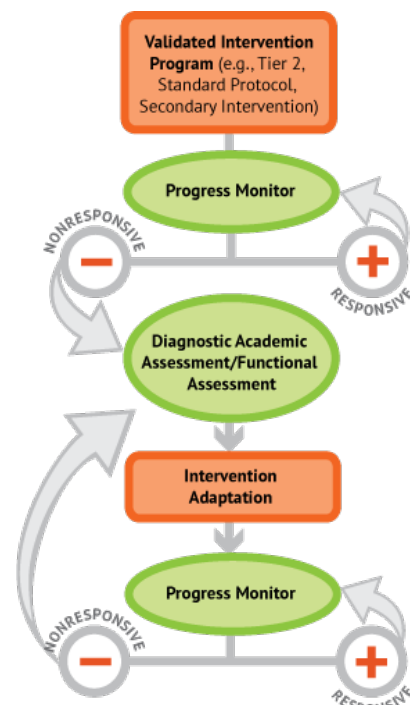 Validated Intervention
Program (e.g., Tier 2,
Standard Protocol,
Secondary Intervention)
Progress Monitor
NONRESPONSIVE
−
+
RESPONSIVE
Diagnostic Academic
Assessment/Functional
Assessment
Intervention
Adaptation
Progress Monitor
NONRESPONSIVE
−
+
RESPONSIVE